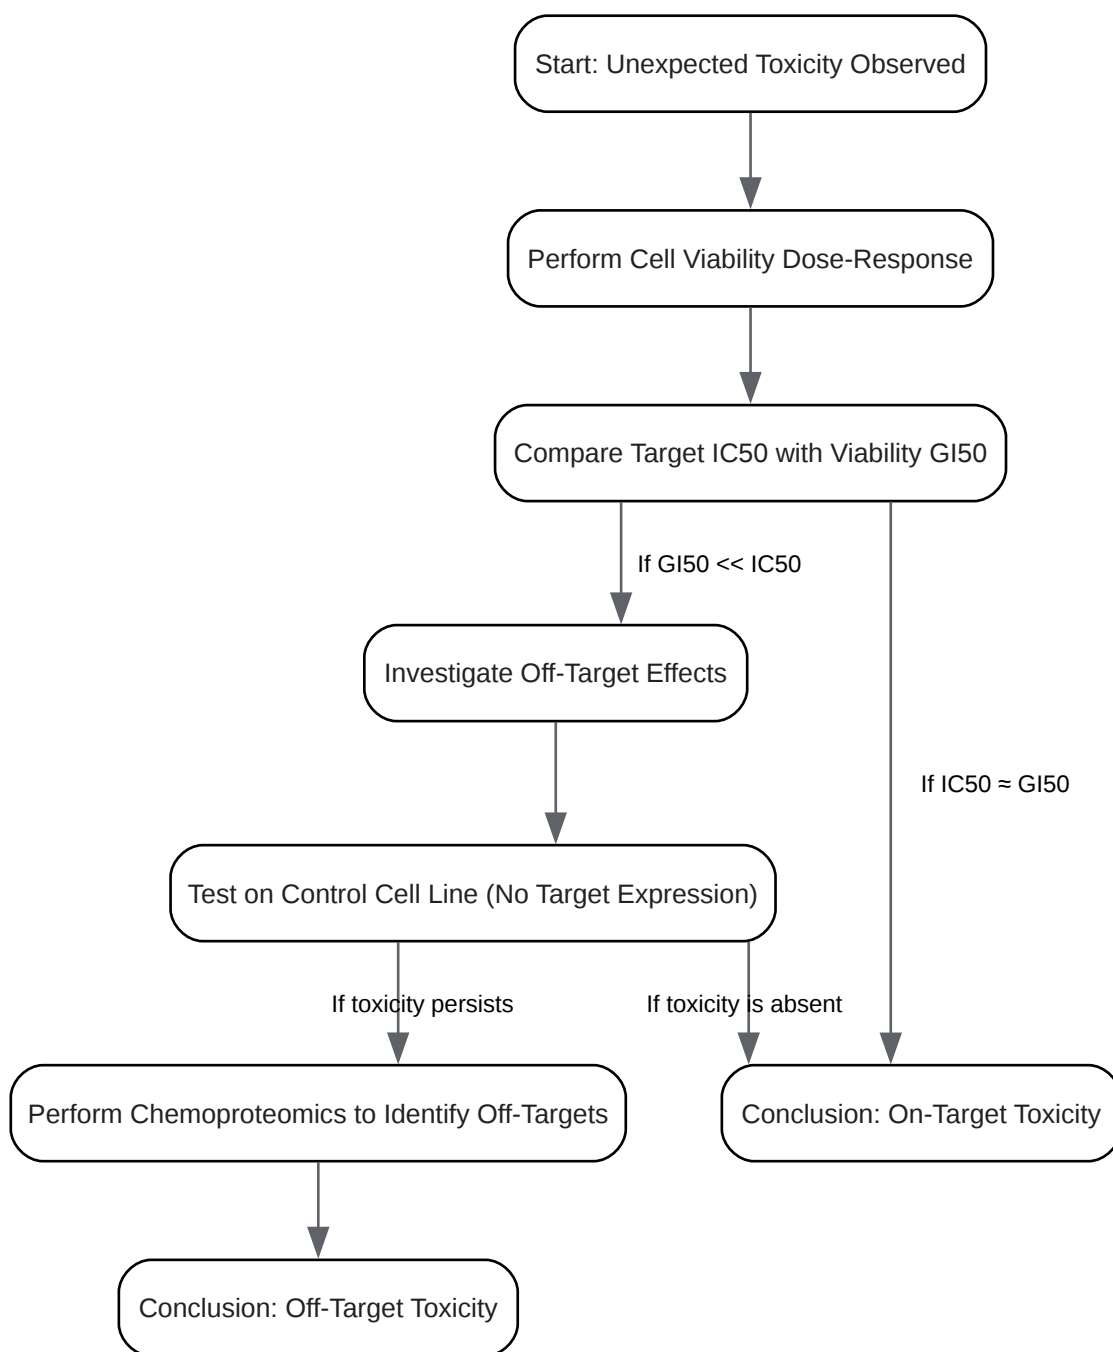 Start: Unexpected Toxicity Observed
Perform Cell Viability Dose-Response
Compare Target IC50 with Viability GI50
If GI50 << IC50
Investigate Off-Target Effects
If IC50 ≈ GI50
Test on Control Cell Line (No Target Expression)
If toxicity persists
If toxicity is absent
Perform Chemoproteomics to Identify Off-Targets
Conclusion: On-Target Toxicity
Conclusion: Off-Target Toxicity